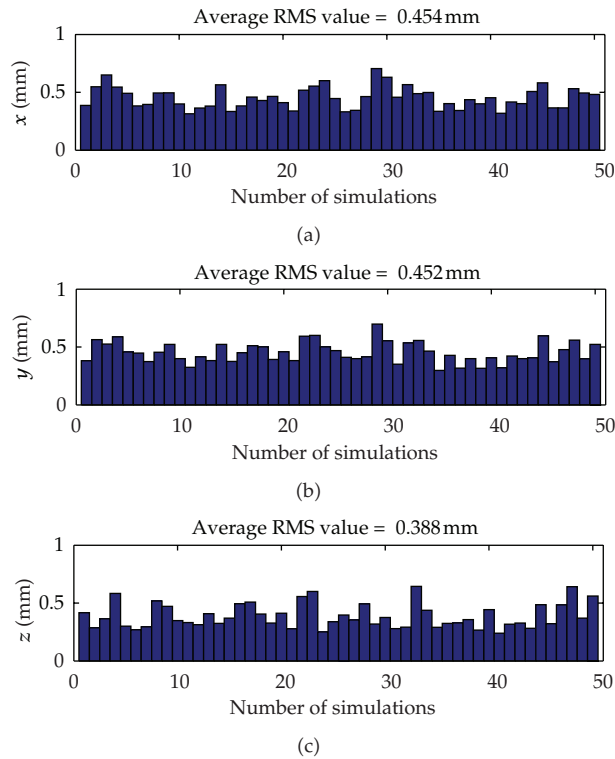 Average RMS value = 0.454 mm
1
0.5
0
x (mm)
0 10 20 30 40 50
Number of simulations
(a)
Average RMS value = 0.452 mm
1
0.5
0
y (mm)
0 10 20 30 40 50
Number of simulations
(b)
Average RMS value = 0.388 mm
1
0.5
0
z (mm)
0 10 20 30 40 50
Number of simulations
(c)